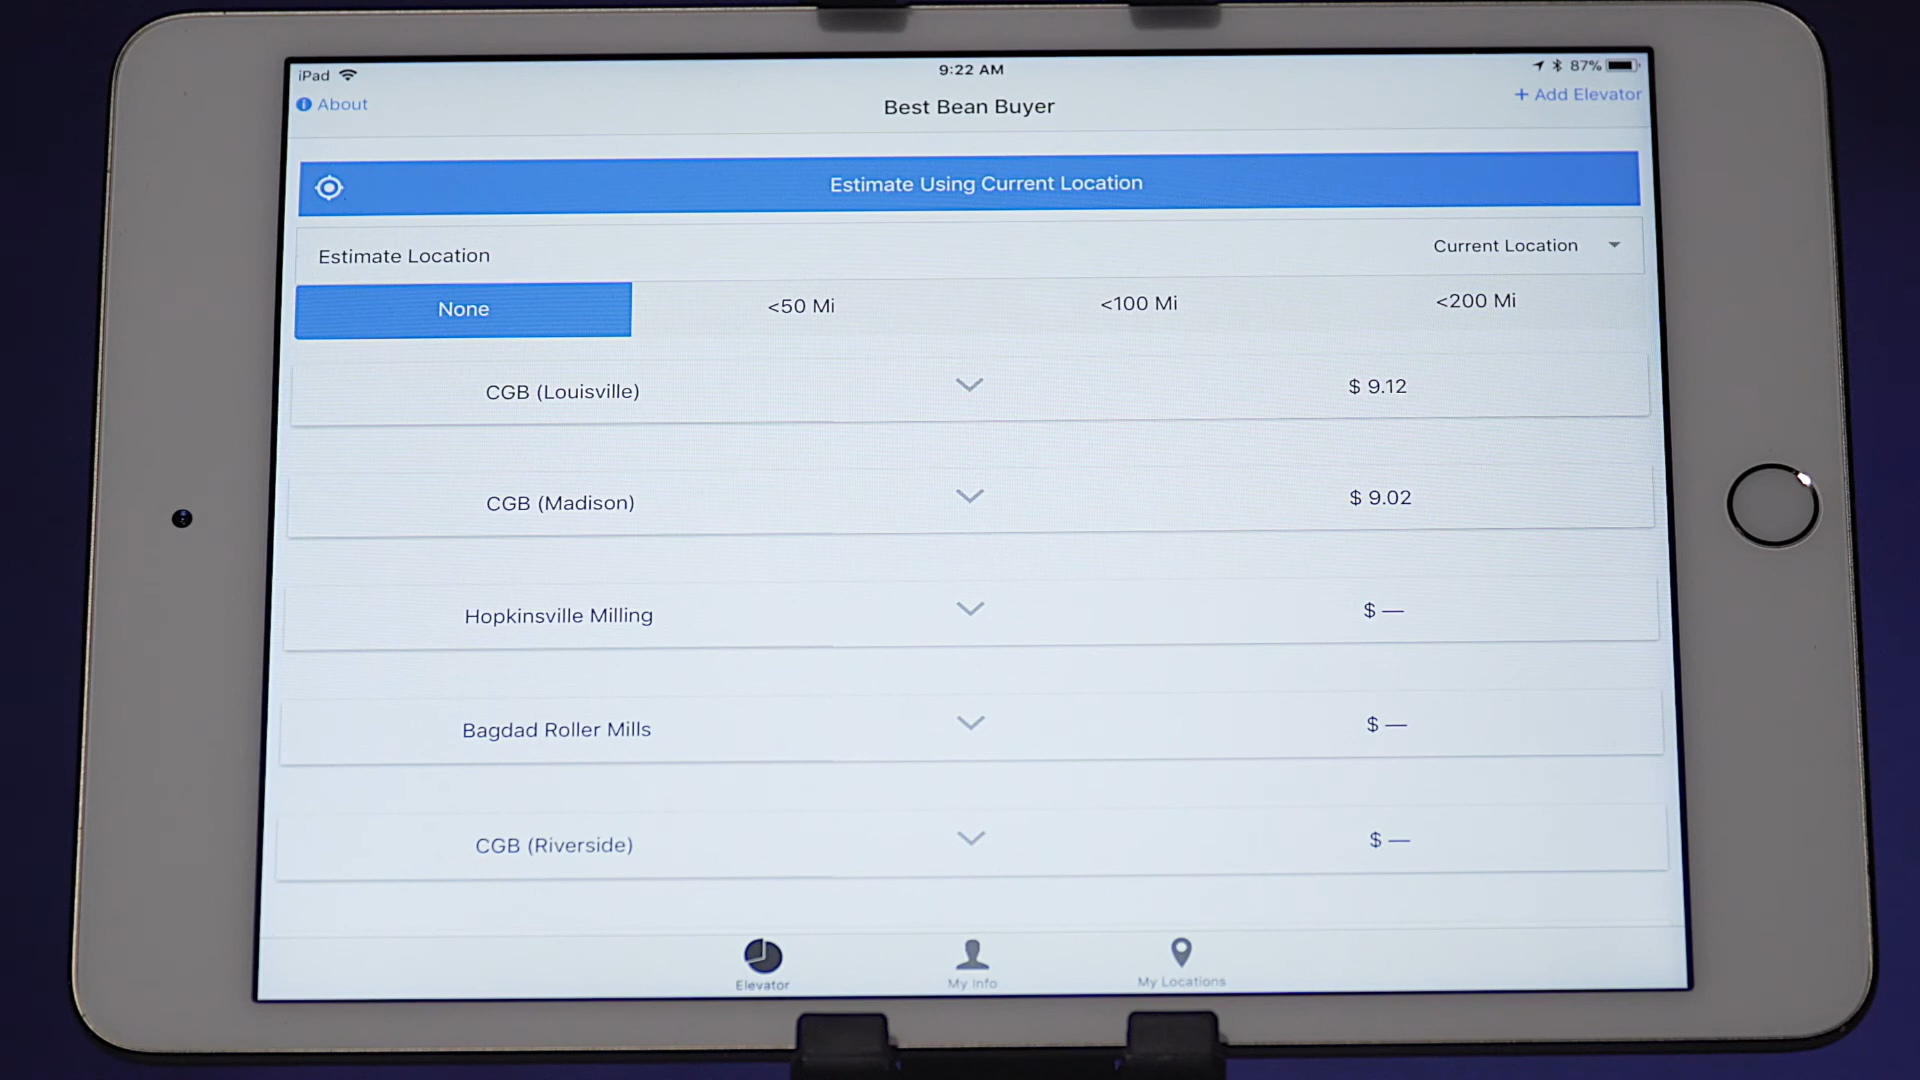 iPad
9:22 AM
87%
About
Best Bean Buyer
+ Add Elevator
Estimate Using Current Location
Estimate Location
Current Location
None
<50 Mi
<100 Mi
<200 Mi
CGB (Louisville)
$ 9.12
CGB (Madison)
$ 9.02
Hopkinsville Milling
$ —
Bagdad Roller Mills
$ —
CGB (Riverside)
$ —
Elevator
My Info
My Locations